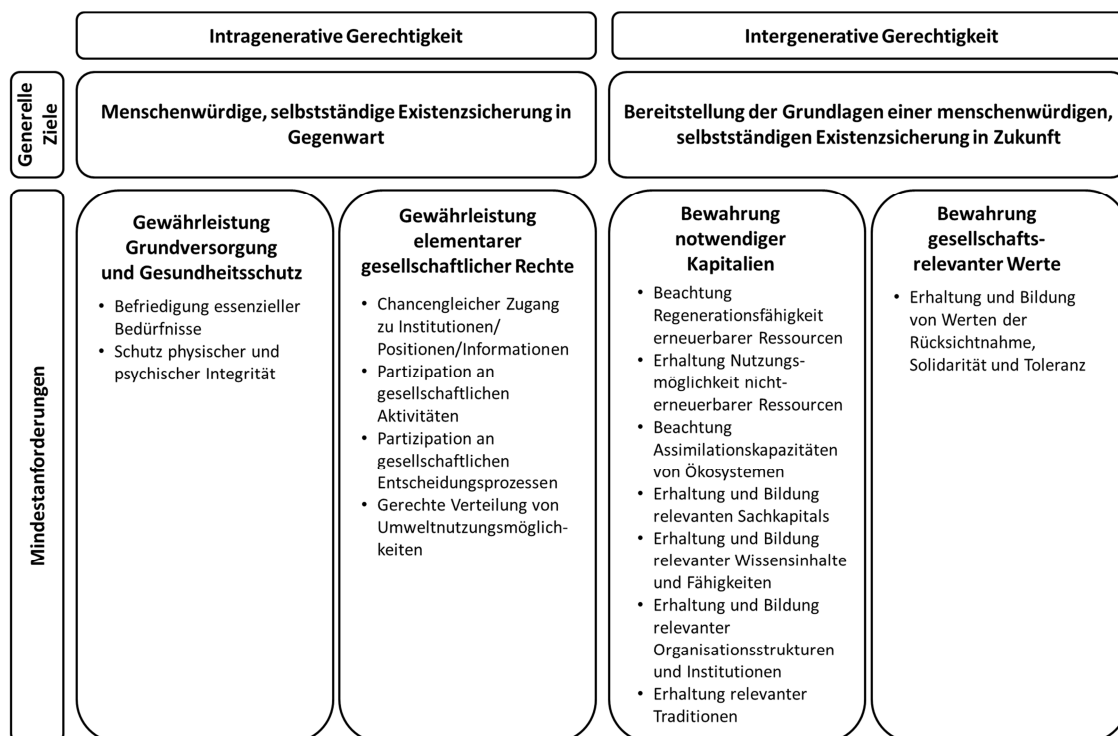 Intragenerative Gerechtigkeit
Intergenerative Gerechtigkeit
Generelle
Ziele
Menschenwürdige, selbstständige Existenzsicherung in
Gegenwart
Bereitstellung der Grundlagen einer menschenwürdigen,
selbstständigen Existenzsicherung in Zukunft
Mindestanforderungen
Gewährleistung
Grundversorgung
und Gesundheitsschutz
• Befriedigung essenzieller
Bedürfnisse
• Schutz physischer und
psychischer Integrität
Gewährleistung
elementarer
gesellschaftlicher Rechte
• Chancengleicher Zugang
zu Institutionen/
Positionen/Informationen
• Partizipation an
gesellschaftlichen
Aktivitäten
• Partizipation an
gesellschaftlichen
Entscheidungsprozessen
• Gerechte Verteilung von
Umweltnutzungsmöglich-
keiten
Bewahrung
notwendiger
Kapitalien
• Beachtung
Regenerationsfähigkeit
erneuerbarer Ressourcen
• Erhaltung Nutzungs-
möglichkeit nicht-
erneuerbarer Ressourcen
• Beachtung
Assimilationskapazitäten
von Ökosystemen
• Erhaltung und Bildung
relevanten Sachkapitals
• Erhaltung und Bildung
relevanter Wissensinhalte
und Fähigkeiten
• Erhaltung und Bildung
relevanter
Organisationsstrukturen
und Institutionen
• Erhaltung relevanter
Traditionen
Bewahrung
gesellschafts-
relevanter Werte
• Erhaltung und Bildung
von Werten der
Rücksichtnahme,
Solidarität und Toleranz